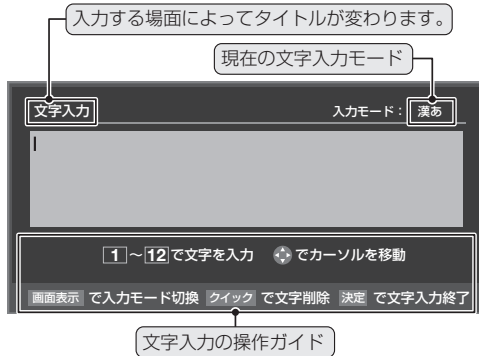 入力する場面によってタイトルが変わります。
現在の文字入力モード
文字入力 入力モード： 漢あ
1～12で文字を入力 でカーソルを移動
画面表示 で入力モード切換 クイック で文字削除 決定 で文字入力終了
文字入力の操作ガイド